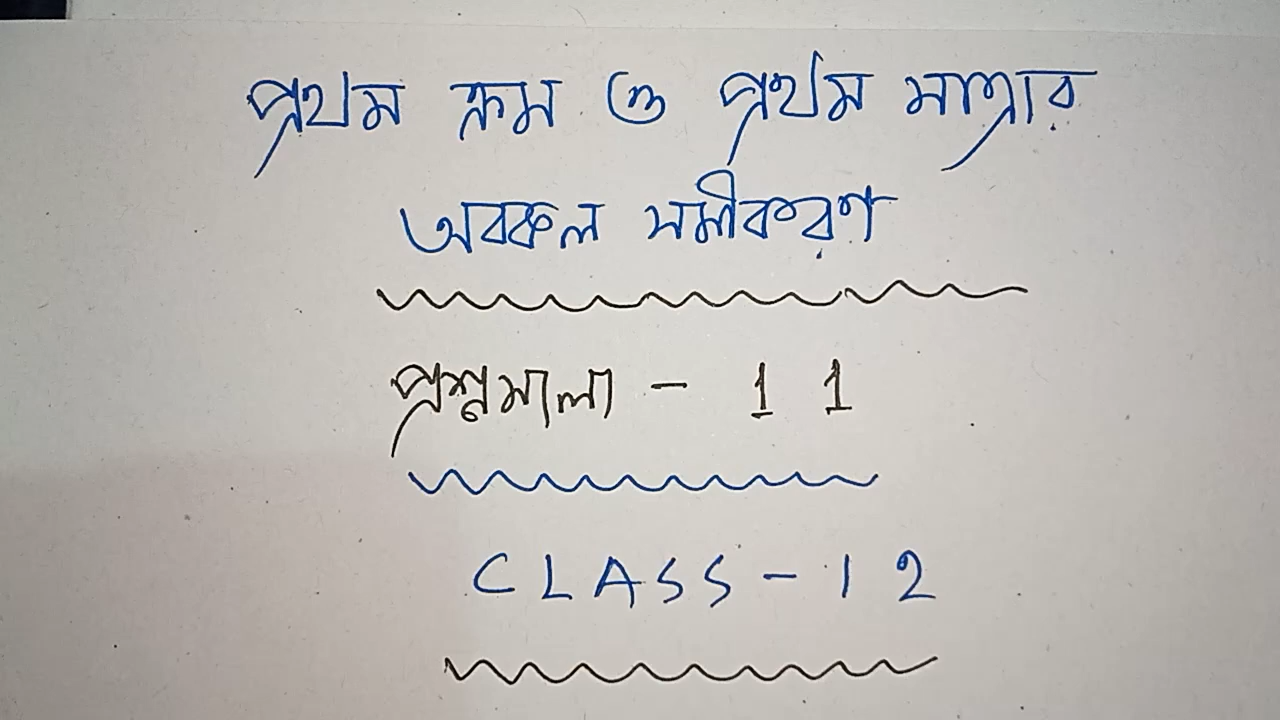 প্রথম ক্রম ও প্রথম মাত্রার
অবকল সমীকরণ
প্রশ্নমালা - 11
CLASS-12